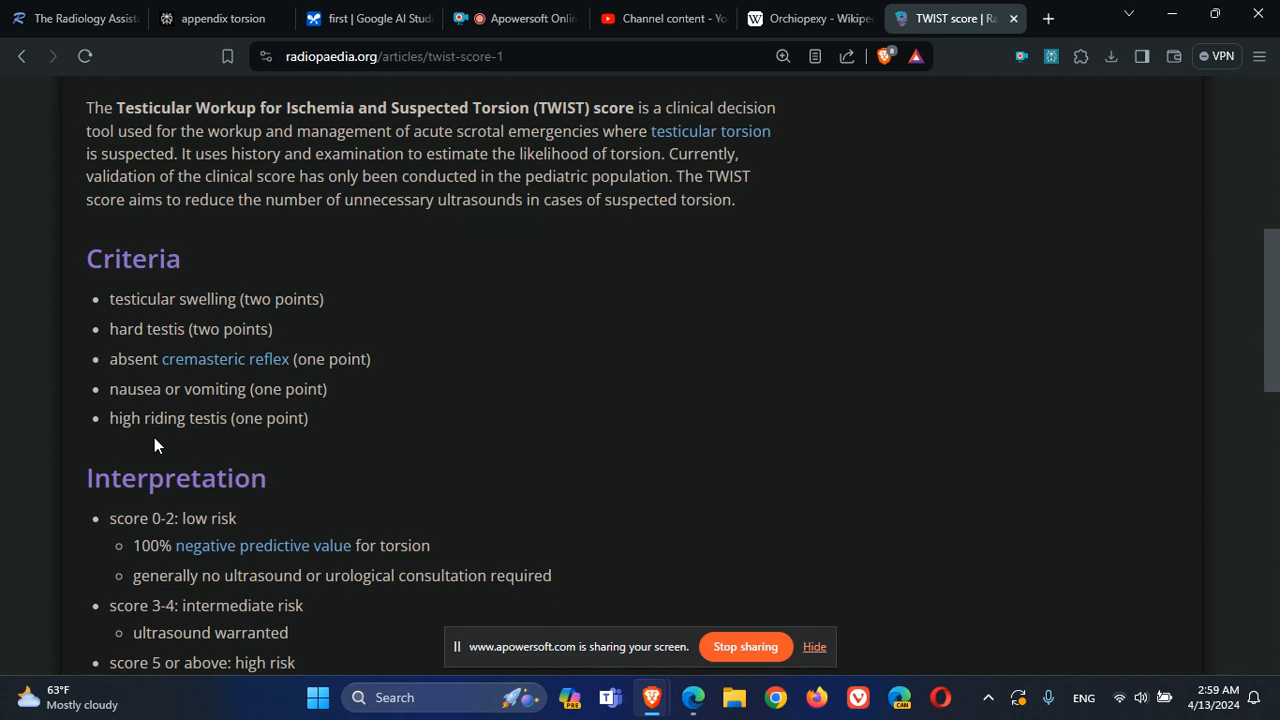 The Radiology Assista
appendix torsion
first | Google AI Studi
Apowersoft Onlin
Channel content - Yo
Orchiopexy - Wikipe
TWIST score | Ra
radiopaedia.org/articles/twist-score-1
8
VPN
The Testicular Workup for Ischemia and Suspected Torsion (TWIST) score is a clinical decision
tool used for the workup and management of acute scrotal emergencies where testicular torsion
is suspected. It uses history and examination to estimate the likelihood of torsion. Currently,
validation of the clinical score has only been conducted in the pediatric population. The TWIST
score aims to reduce the number of unnecessary ultrasounds in cases of suspected torsion.
Criteria
• testicular swelling (two points)
• hard testis (two points)
• absent cremasteric reflex (one point)
• nausea or vomiting (one point)
• high riding testis (one point)
Interpretation
• score 0-2: low risk
○ 100% negative predictive value for torsion
○ generally no ultrasound or urological consultation required
• score 3-4: intermediate risk
○ ultrasound warranted
• score 5 or above: high risk
www.apowersoft.com is sharing your screen.
Stop sharing
Hide
63°F
Mostly cloudy
Search
PRE
CAN
ENG
2:59 AM
4/13/2024